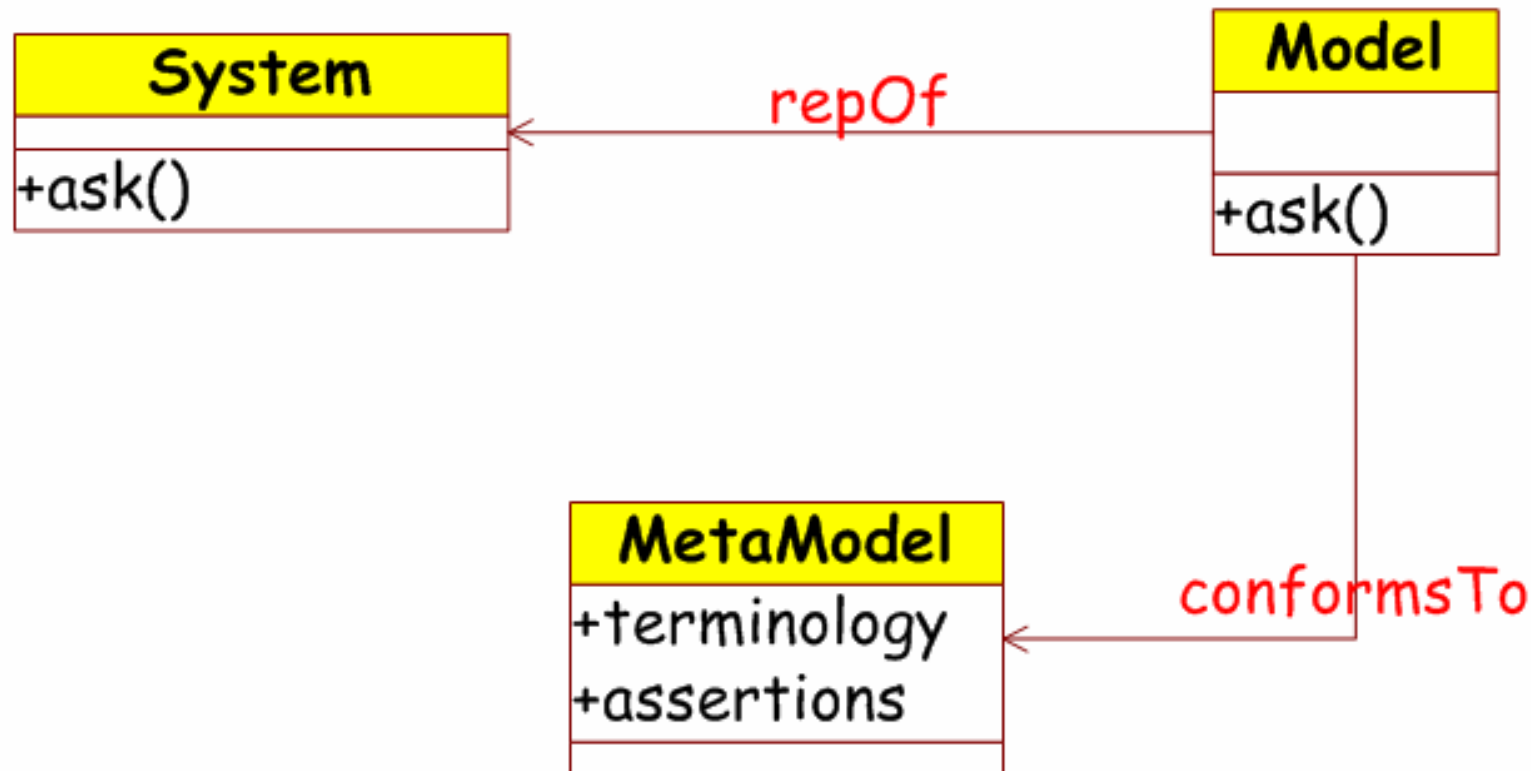 System
+ask()
repOf
Model
+ask()
MetaModel
+terminology
+assertions
conformsTo